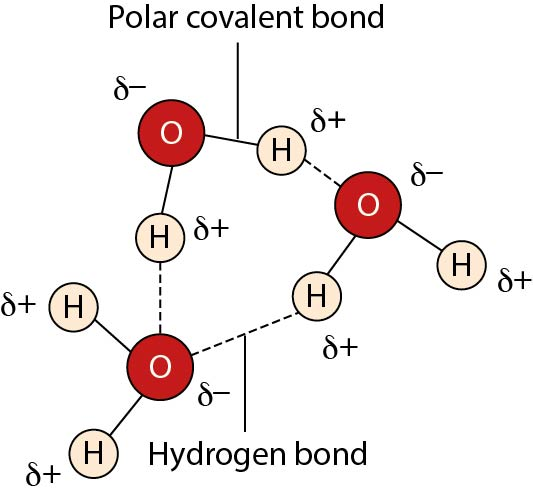 Polar covalent bond
δ−
O
H
δ+
O
δ−
H
δ+
H
δ+
H
δ+
H
δ+
O
δ−
H
δ+
Hydrogen bond